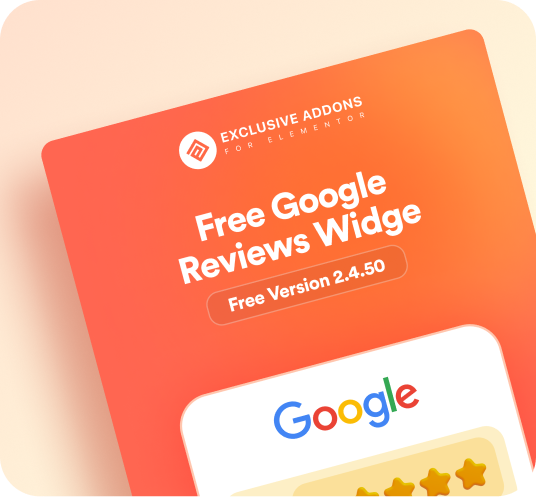 EXCLUSIVE ADDONS
FOR ELEMENTOR
Free Google
Reviews Widge
Free Version 2.4.50
Google